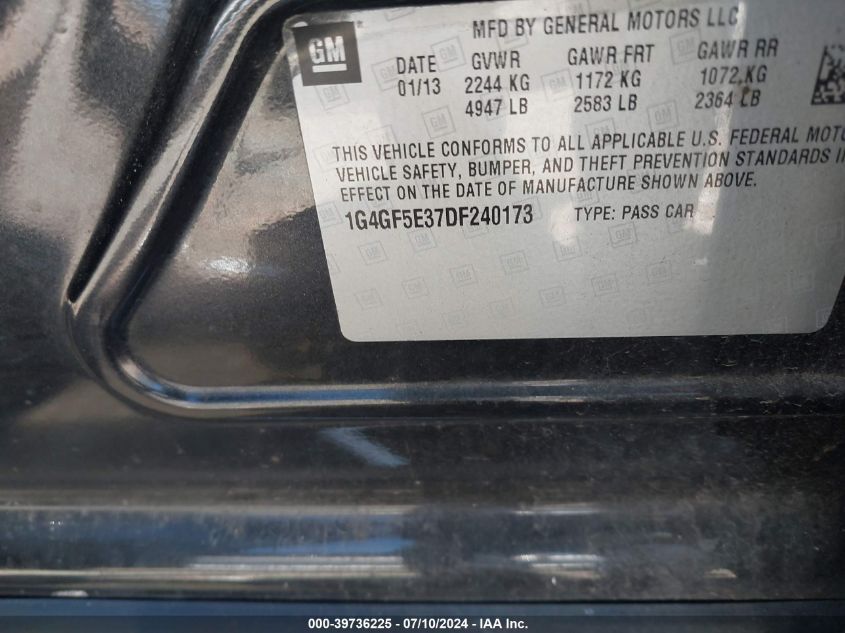 GM
MFD BY GENERAL MOTORS LLC
DATE GVWR GAWR FRT GAWR RR
01/13 2244 KG 1172 KG 1072 KG
4947 LB 2583 LB 2364 LB
THIS VEHICLE CONFORMS TO ALL APPLICABLE U.S. FEDERAL
VEHICLE SAFETY, BUMPER, AND THEFT PREVENTION STANDARDS
EFFECT ON THE DATE OF MANUFACTURE SHOWN ABOVE.
1G4GF5E37DF240173 TYPE: PASS CAR
000-39736225 - 07/10/2024 - IAA Inc.